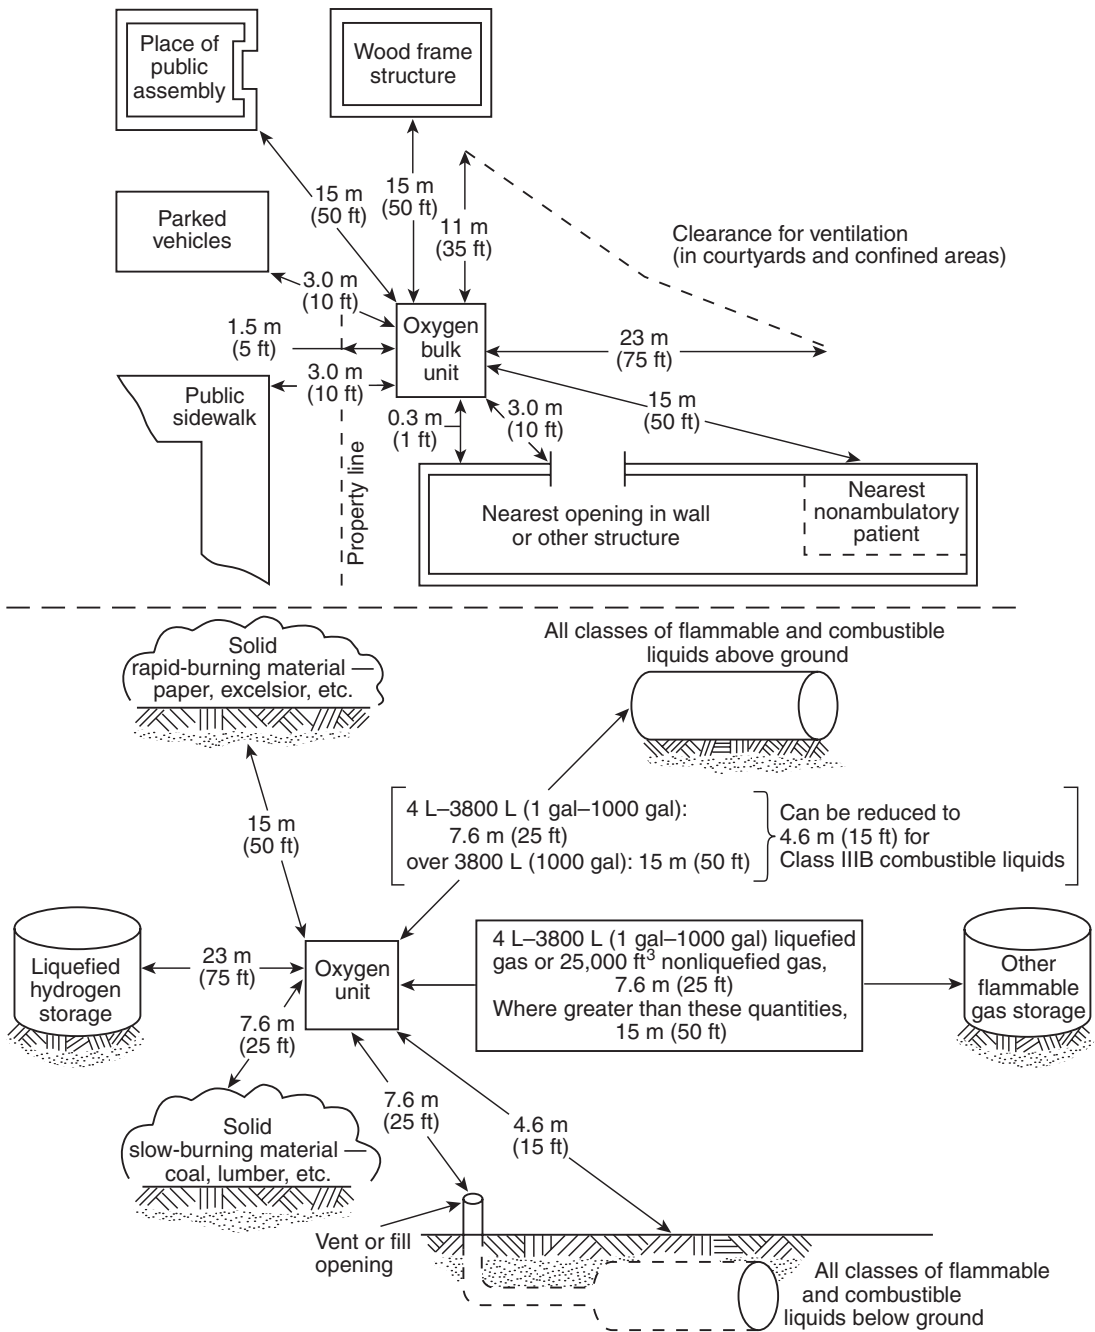 Place of
public
assembly
Wood frame
structure
15 m
(50 ft)
15 m
(50 ft)
11 m
(35 ft)
Parked
vehicles
Clearance for ventilation
(in courtyards and confined areas)
3.0 m
(10 ft)
1.5 m
(5 ft)
Oxygen
bulk
unit
23 m
(75 ft)
3.0 m
(10 ft)
Public
sidewalk
0.3 m
(1 ft)
3.0 m
(10 ft)
15 m
(50 ft)
Property line
Nearest opening in wall
or other structure
Nearest
nonambulatory
patient
Solid
rapid-burning material —
paper, excelsior, etc.
All classes of flammable and combustible
liquids above ground
15 m
(50 ft)
4 L–3800 L (1 gal–1000 gal):
7.6 m (25 ft)
over 3800 L (1000 gal): 15 m (50 ft)
Can be reduced to
4.6 m (15 ft) for
Class IIIB combustible liquids
Liquefied
hydrogen
storage
23 m
(75 ft)
Oxygen
unit
4 L–3800 L (1 gal–1000 gal) liquefied
gas or 25,000 ft³ nonliquefied gas,
7.6 m (25 ft)
Where greater than these quantities,
15 m (50 ft)
Other
flammable
gas storage
7.6 m
(25 ft)
7.6 m
(25 ft)
4.6 m
(15 ft)
Solid
slow-burning material —
coal, lumber, etc.
Vent or fill
opening
All classes of flammable
and combustible
liquids below ground